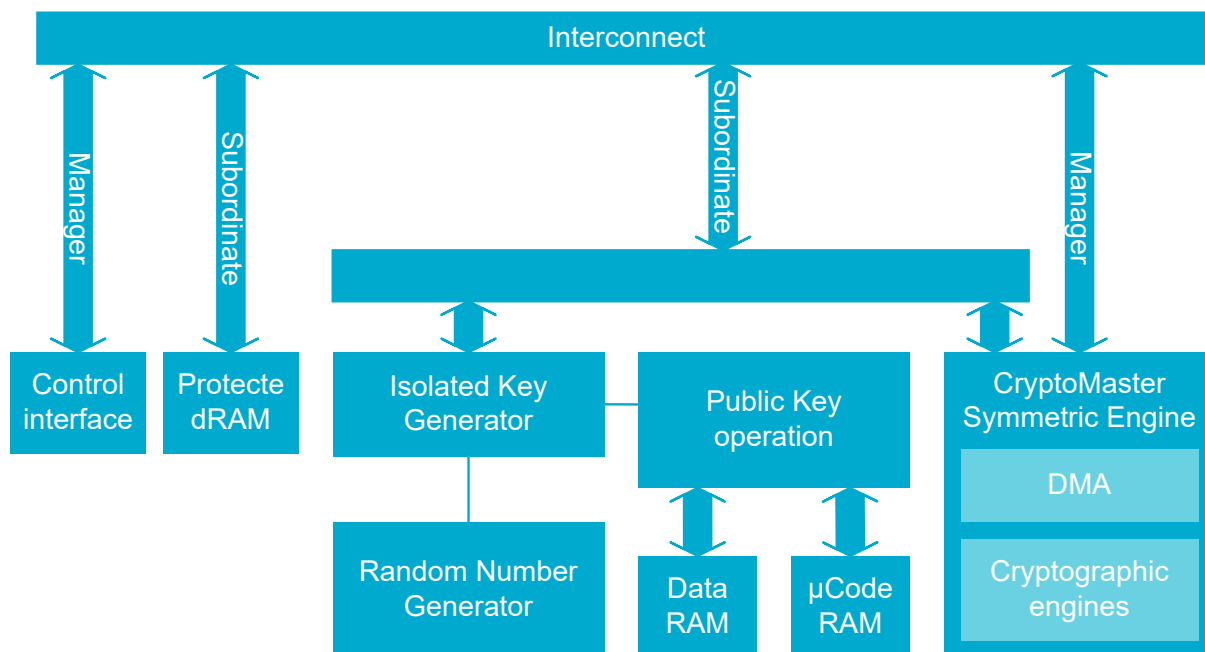 Interconnect
Manager
Subordinate
Subordinate
Manager
Control
interface
Protecte
dRAM
Isolated Key
Generator
Public Key
operation
CryptoMaster
Symmetric Engine
DMA
Random Number
Generator
Data
RAM
µCode
RAM
Cryptographic
engines